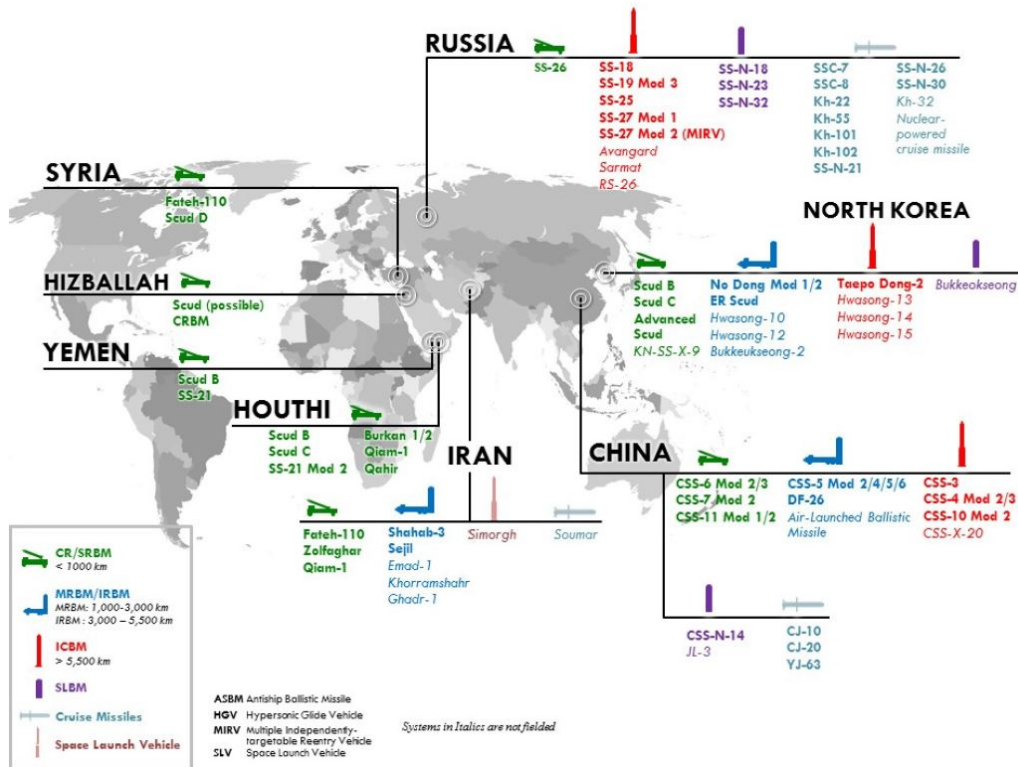 RUSSIA
SS-26
SS-18
SS-19 Mod 3
SS-25
SS-27 Mod 1
SS-27 Mod 2 (MIRV)
Avangard
Sarmat
RS-26
SS-N-18
SS-N-23
SS-N-32
SSC-7
SSC-8
Kh-22
Kh-55
Kh-101
Kh-102
SS-N-21
SS-N-26
SS-N-30
Kh-32
Nuclear-
powered
cruise missile
SYRIA
Fateh-110
Scud D
NORTH KOREA
Scud B
Scud C
Advanced
Scud
KN-SS-X-9
No Dong Mod 1/2
ER Scud
Hwasong-10
Hwasong-12
Bukkeukseong-2
Taepo Dong-2
Hwasong-13
Hwasong-14
Hwasong-15
Bukkeoksong
HIZBALLAH
Scud (possible)
CRBM
YEMEN
Scud B
SS-21
HOUTHI
Scud B
Scud C
SS-21 Mod 2
Burkan 1/2
Qiam-1
Qahir
IRAN
Fateh-110
Zolfaghar
Qiam-1
Shahab-3
Sejil
Emad-1
Khorramshahr
Ghadr-1
Simorgh
Soumar
CHINA
CSS-6 Mod 2/3
CSS-7 Mod 2
CSS-11 Mod 1/2
CSS-5 Mod 2/4/5/6
DF-26
Air-Launched Ballistic
Missile
CSS-3
CSS-4 Mod 2/3
CSS-10 Mod 2
CSS-X-20
CSS-N-14
JL-3
CJ-10
CJ-20
YJ-63
CR/SRBM
< 1000 km
MRBM/IRBM
MRBM: 1,000-3,000 km
IRBM : 3,000 – 5,500 km
ICBM
> 5,500 km
SLBM
Cruise Missiles
Space Launch Vehicle
ASBM Antiship Ballistic Missile
HGV Hypersonic Glide Vehicle
MIRV Multiple Independently-
targetable Reentry Vehicle
SLV Space Launch Vehicle
Systems in Italics are not fielded